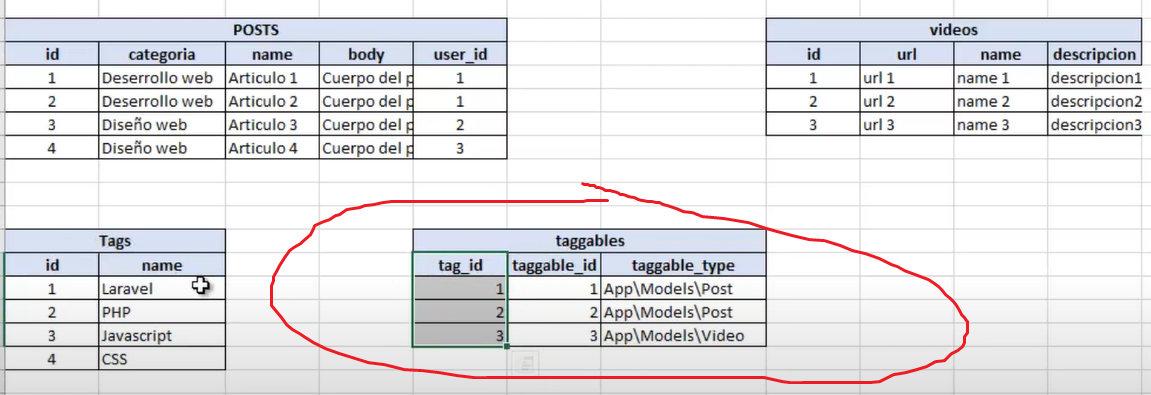 POSTS
id categoria name body user_id
1 Deserrollo web Articulo 1 Cuerpo del p 1
2 Deserrollo web Articulo 2 Cuerpo del p 1
3 Diseño web Articulo 3 Cuerpo del p 2
4 Diseño web Articulo 4 Cuerpo del p 3
videos
id url name descripcion
1 url 1 name 1 descripcion1
2 url 2 name 2 descripcion2
3 url 3 name 3 descripcion3
Tags
id name
1 Laravel
2 PHP
3 Javascript
4 CSS
taggables
tag_id taggable_id taggable_type
1 1 App\Models\Post
2 2 App\Models\Post
3 3 App\Models\Video